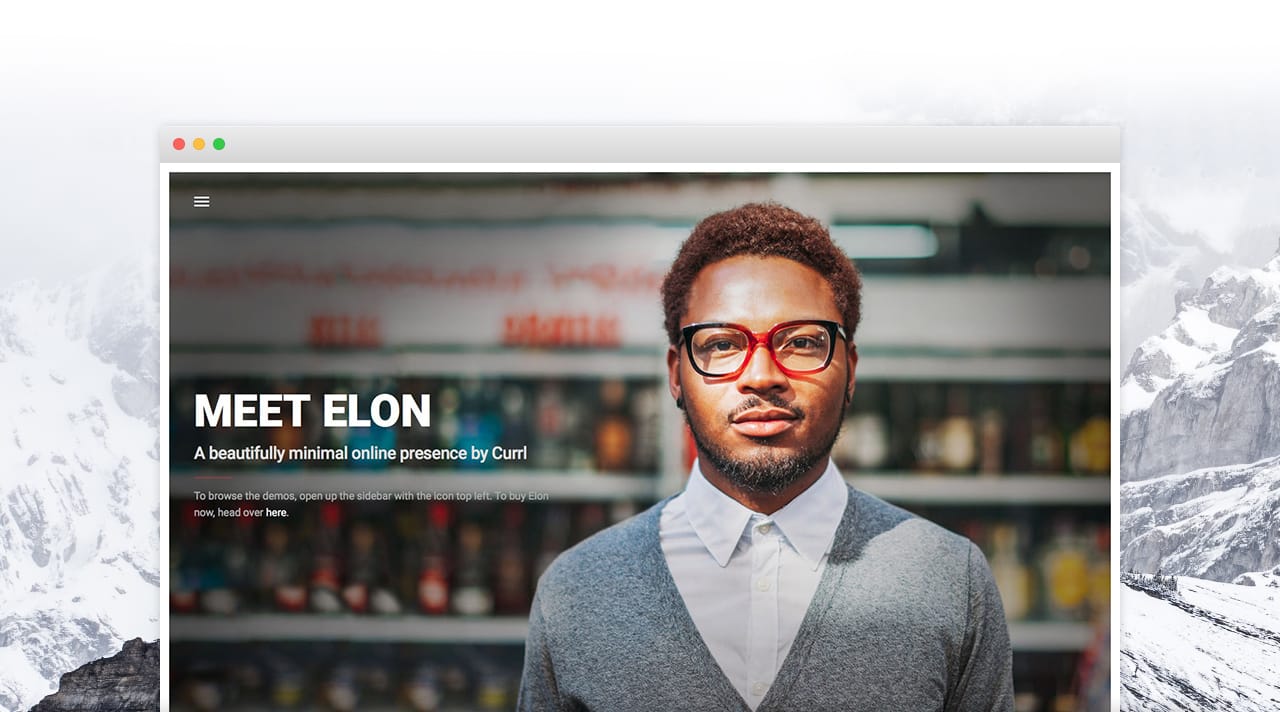 MEET ELON
A beautifully minimal online presence by Currl
To browse the demos, open up the sidebar with the icon top left. To buy Elon
now, head over here.